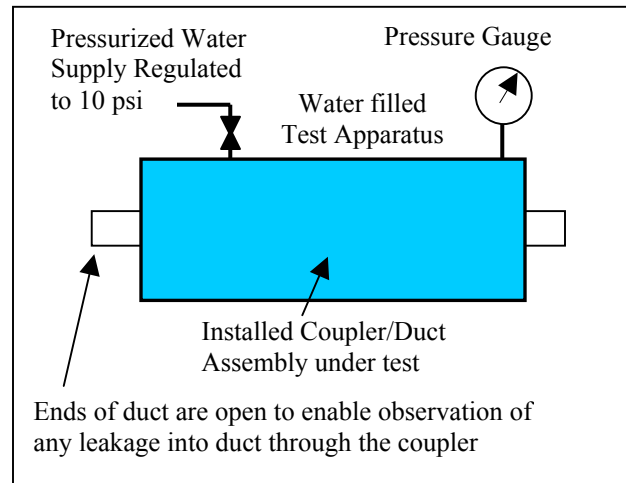 Pressurized Water
Supply Regulated
to 10 psi
Pressure Gauge
Water filled
Test Apparatus
Installed Coupler/Duct
Assembly under test
Ends of duct are open to enable observation of
any leakage into duct through the coupler